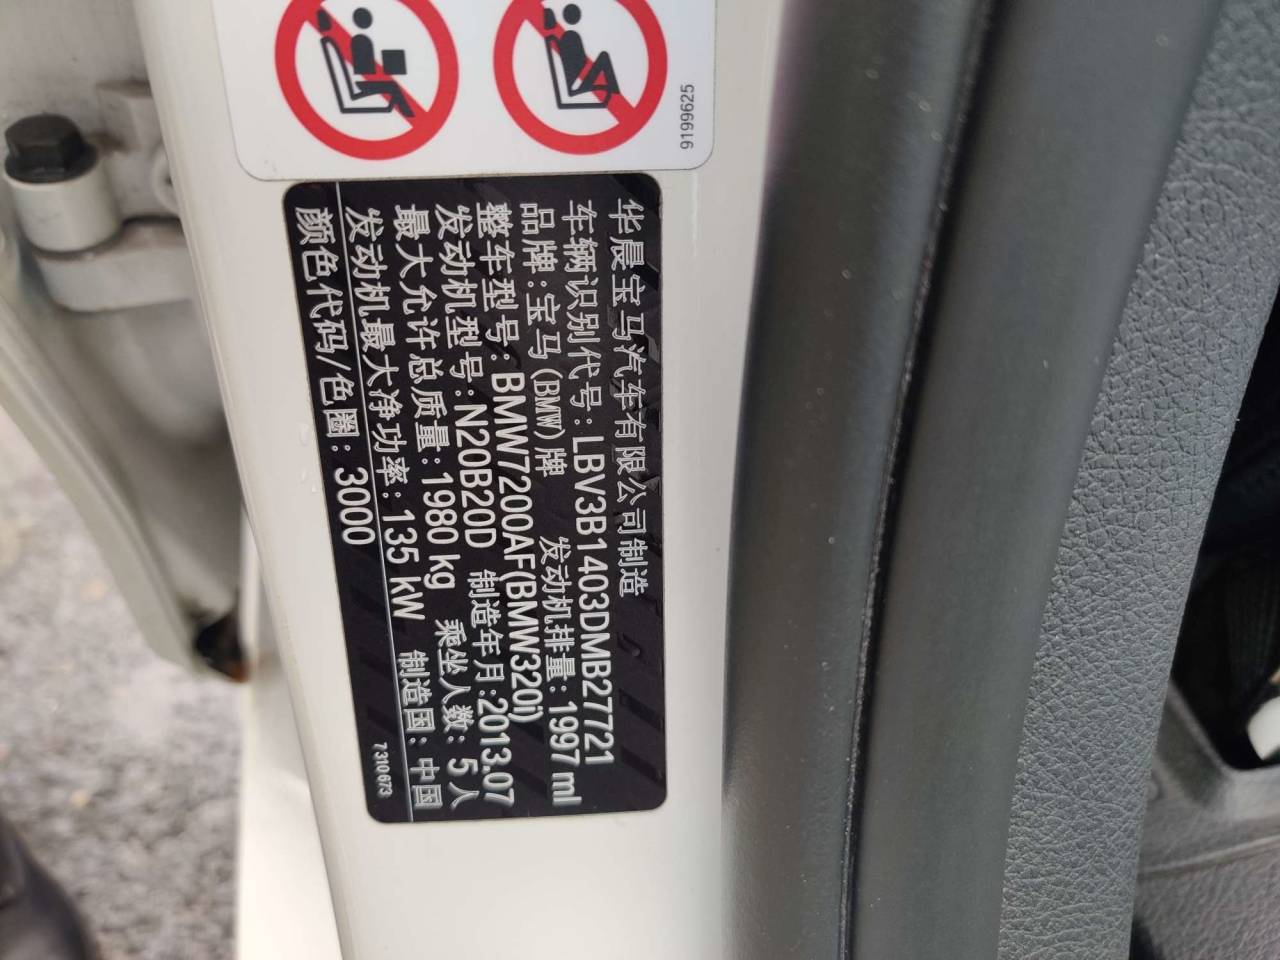 9199625
华晨宝马汽车有限公司制造
车辆识别代号:LBV3B1403DMB27721
品牌:宝马(BMW)牌 发动机排量:1997 ml
整车型号:BMW7200AF(BMW320i)
发动机型号:N20B20D 制造年月:2013.07
最大允许总质量:1980 kg 乘坐人数: 5人
发动机最大净功率:135 kW 制造国:中国
颜色代码/色圈:3000 7310673